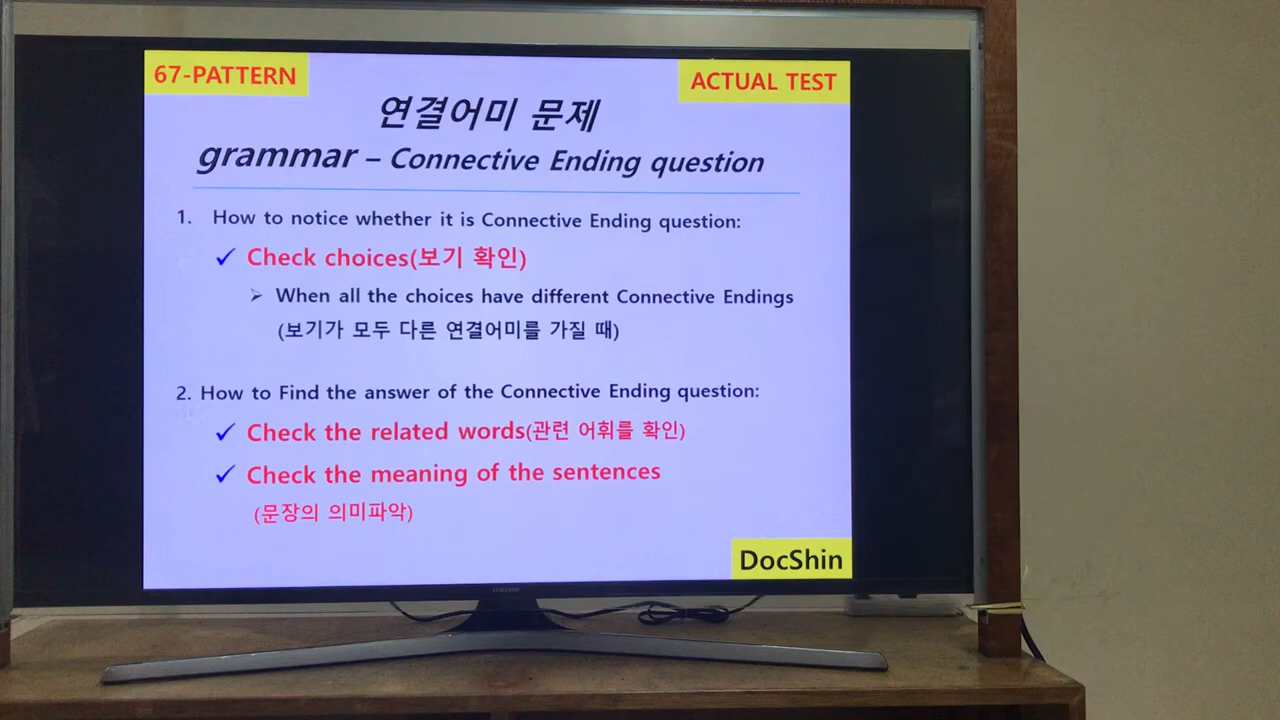 67-PATTERN
ACTUAL TEST
연결어미 문제
grammar – Connective Ending question
1. How to notice whether it is Connective Ending question:
✓ Check choices(보기 확인)
➢ When all the choices have different Connective Endings
(보기가 모두 다른 연결어미를 가질 때)
2. How to Find the answer of the Connective Ending question:
✓ Check the related words(관련 어휘를 확인)
✓ Check the meaning of the sentences
(문장의 의미파악)
DocShin
SAMSUNG